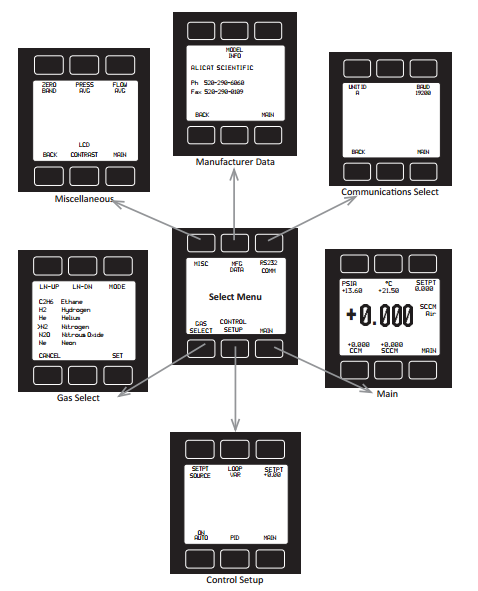 MODEL
INFO
ALICAT SCIENTIFIC
Ph 520-290-6060
Fax 520-290-0109
BACK MAIN
Manufacturer Data
ZERO PRESS FLOW
BAND AVG AVG
LCD
BACK CONTRAST MAIN
Miscellaneous
UNIT ID BAUD
A 19200
BACK MAIN
Communications Select
MISC MFG RS232
DATA COMM
Select Menu
GAS CONTROL
SELECT SETUP MAIN
LN-UP LN-DN MODE
C2H6 Ethane
H2 Hydrogen
He Helium
>N2 Nitrogen
N2O Nitrous Oxide
Ne Neon
CANCEL SET
Gas Select
PSIA °C SETPT
+13.60 +21.50 0.000
SCCM
+0.000 Air
+0.000 +0.000
CCM SCCM MAIN
Main
SETPT LOOP SETPT
SOURCE VAR +0.00
ON
AUTO PID MAIN
Control Setup